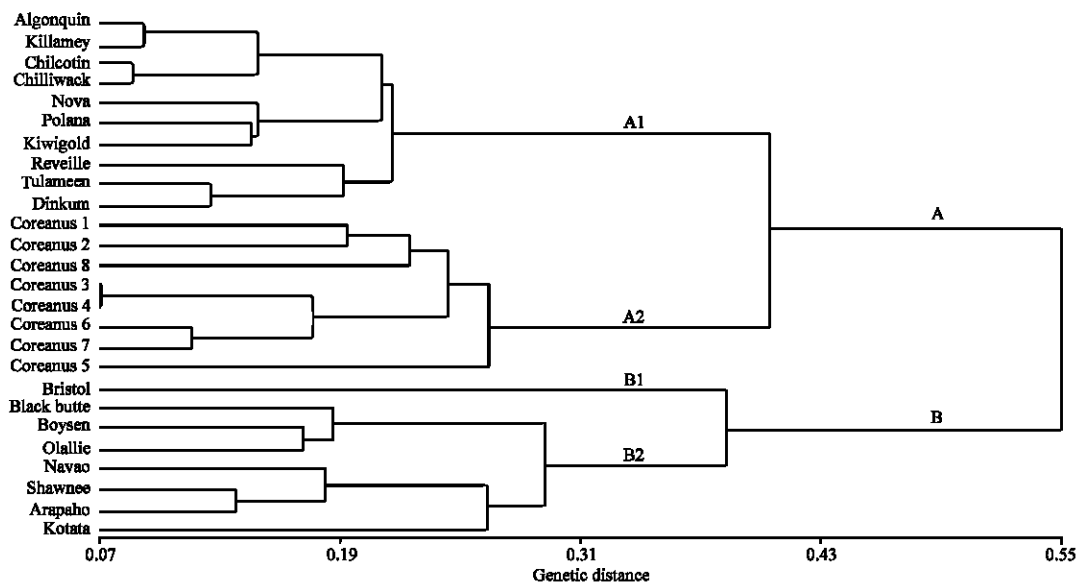 Algonquin
Killamey
Chilcotin
Chilliwack
Nova
Polana
Kiwigold
Reveille
Tulameen
Dinkum
Coreanus 1
Coreanus 2
Coreanus 8
Coreanus 3
Coreanus 4
Coreanus 6
Coreanus 7
Coreanus 5
Bristol
Black butte
Boysen
Olallie
Navao
Shawnee
Arapaho
Kotata
A1
A
A2
B1
B
B2
0.07 0.19 0.31 0.43 0.55
Genetic distance